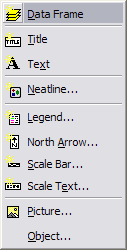 Data Frame
Title
Text
Neatline...
Legend...
North Arrow...
Scale Bar...
Scale Text...
Picture...
Object...